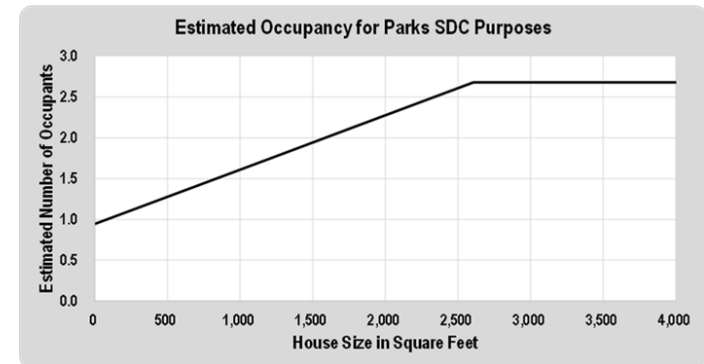 Estimated Occupancy for Parks SDC Purposes
Estimated Number of Occupants
3.0
2.5
2.0
1.5
1.0
0.5
0.0
0 500 1,000 1,500 2,000 2,500 3,000 3,500 4,000
House Size in Square Feet